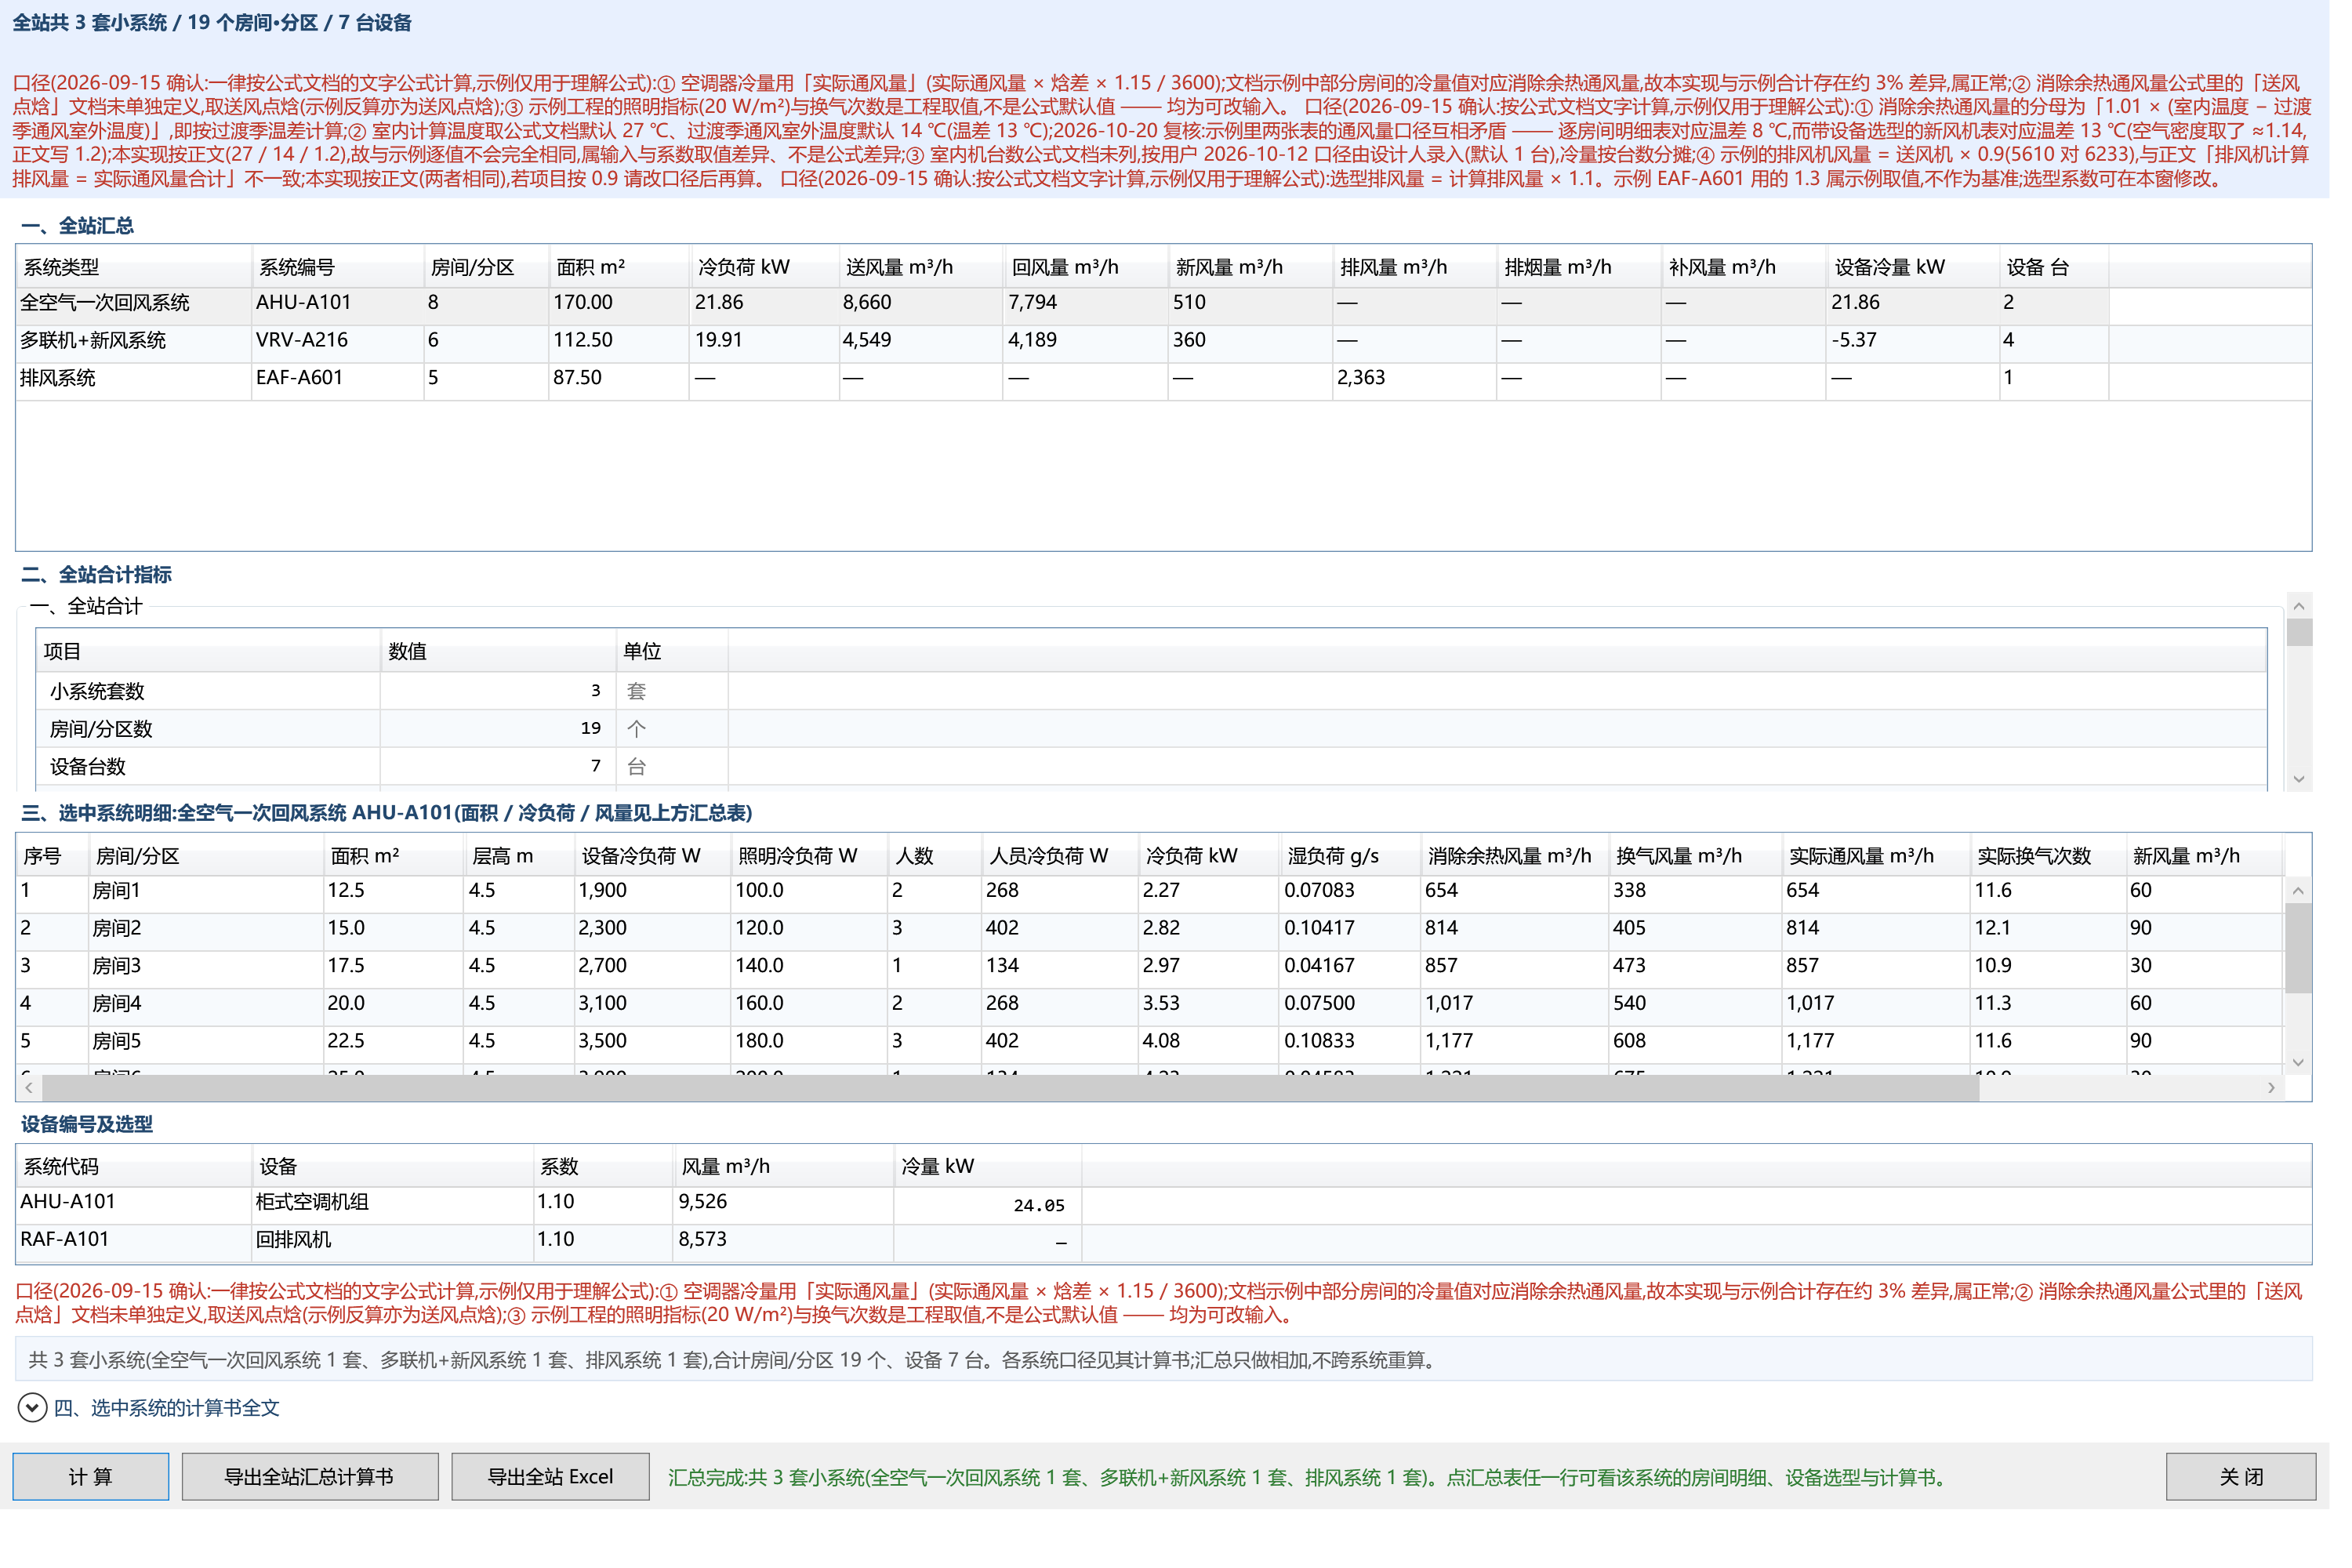 全站共 3 套小系统 / 19 个房间•分区 / 7 台设备
口径(2026-09-15 确认:一律按公式文档的文字公式计算,示例仅用于理解公式):① 空调器冷量用「实际通风量」(实际通风量 × 焓差 × 1.15 / 3600);文档示例中部分房间的冷量值对应消除余热通风量,故本实现与示例合计存在约 3% 差异,属正常;② 消除余热通风量公式里的「送风
点焓」文档未单独定义,取送风点焓(示例反算亦为送风点焓);③ 示例工程的照明指标(20 W/m²)与换气次数是工程取值,不是公式默认值 —— 均为可改输入。 口径(2026-09-15 确认:按公式文档文字计算,示例仅用于理解公式):① 消除余热通风量的分母为「1.01 × (室内温度 − 过渡
季通风室外温度)」,即按过渡季温差计算;② 室内计算温度取公式文档默认 27 ℃、过渡季通风室外温度默认 14 ℃(温差 13 ℃);2026-10-20 复核:示例里两张表的通风量口径互相矛盾 —— 逐房间明细表对应温差 8 ℃,而带设备选型的新风机表对应温差 13 ℃(空气密度取了 ≈1.14,
正文写 1.2);本实现按正文(27 / 14 / 1.2),故与示例逐值不会完全相同,属输入与系数取值差异、不是公式差异;③ 室内机台数公式文档未列,按用户 2026-10-12 口径由设计人录入(默认 1 台),冷量按台数分摊;④ 示例的排风机风量 = 送风机 × 0.9(5610 对 6233),与正文「排风机计算
排风量 = 实际通风量合计」不一致;本实现按正文(两者相同),若项目按 0.9 请改口径后再算。 口径(2026-09-15 确认:按公式文档文字计算,示例仅用于理解公式):选型排风量 = 计算排风量 × 1.1。示例 EAF-A601 用的 1.3 属示例取值,不作为基准;选型系数可在本窗修改。
一、全站汇总
系统类型 系统编号 房间/分区 面积 m² 冷负荷 kW 送风量 m³/h 回风量 m³/h 新风量 m³/h 排风量 m³/h 排烟量 m³/h 补风量 m³/h 设备冷量 kW 设备 台
全空气一次回风系统 AHU-A101 8 170.00 21.86 8,660 7,794 510 — — — 21.86 2
多联机+新风系统 VRV-A216 6 112.50 19.91 4,549 4,189 360 — — — -5.37 4
排风系统 EAF-A601 5 87.50 — — — — 2,363 — — — 1
二、全站合计指标
一、全站合计
项目 数值 单位
小系统套数 3 套
房间/分区数 19 个
设备台数 7 台
三、选中系统明细:全空气一次回风系统 AHU-A101(面积 / 冷负荷 / 风量见上方汇总表)
序号 房间/分区 面积 m² 层高 m 设备冷负荷 W 照明冷负荷 W 人数 人员冷负荷 W 冷负荷 kW 湿负荷 g/s 消除余热风量 m³/h 换气风量 m³/h 实际通风量 m³/h 实际换气次数 新风量 m³/h
1 房间1 12.5 4.5 1,900 100.0 2 268 2.27 0.07083 654 338 654 11.6 60
2 房间2 15.0 4.5 2,300 120.0 3 402 2.82 0.10417 814 405 814 12.1 90
3 房间3 17.5 4.5 2,700 140.0 1 134 2.97 0.04167 857 473 857 10.9 30
4 房间4 20.0 4.5 3,100 160.0 2 268 3.53 0.07500 1,017 540 1,017 11.3 60
5 房间5 22.5 4.5 3,500 180.0 3 402 4.08 0.10833 1,177 608 1,177 11.6 90
设备编号及选型
系统代码 设备 系数 风量 m³/h 冷量 kW
AHU-A101 柜式空调机组 1.10 9,526 24.05
RAF-A101 回排风机 1.10 8,573 —
口径(2026-09-15 确认:一律按公式文档的文字公式计算,示例仅用于理解公式):① 空调器冷量用「实际通风量」(实际通风量 × 焓差 × 1.15 / 3600);文档示例中部分房间的冷量值对应消除余热通风量,故本实现与示例合计存在约 3% 差异,属正常;② 消除余热通风量公式里的「送风
点焓」文档未单独定义,取送风点焓(示例反算亦为送风点焓);③ 示例工程的照明指标(20 W/m²)与换气次数是工程取值,不是公式默认值 —— 均为可改输入。
共 3 套小系统(全空气一次回风系统 1 套、多联机+新风系统 1 套、排风系统 1 套),合计房间/分区 19 个、设备 7 台。各系统口径见其计算书;汇总只做相加,不跨系统重算。
四、选中系统的计算书全文
计 算 导出全站汇总计算书 导出全站 Excel 汇总完成:共 3 套小系统(全空气一次回风系统 1 套、多联机+新风系统 1 套、排风系统 1 套)。点汇总表任一行可看该系统的房间明细、设备选型与计算书。 关 闭